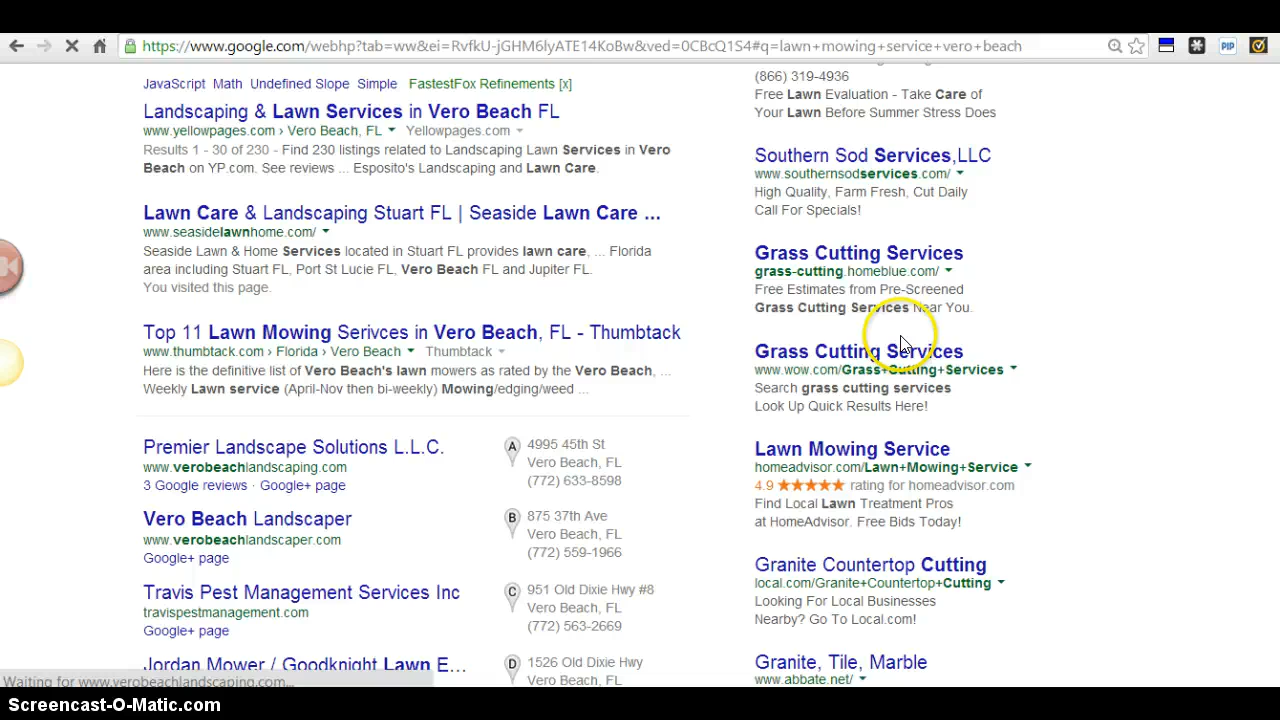 https://www.google.com/webhp?tab=ww&ei=RvfkU-jGHM6lyATE14KoBw&ved=0CBcQ1S4#q=lawn+mowing+service+vero+beach
PIP
JavaScript Math Undefined Slope Simple FastestFox Refinements [x]
Landscaping & Lawn Services in Vero Beach FL
www.yellowpages.com › Vero Beach, FL Yellowpages.com
Results 1 - 30 of 230 - Find 230 listings related to Landscaping Lawn Services in Vero
Beach on YP.com. See reviews ... Esposito's Landscaping and Lawn Care.
Lawn Care & Landscaping Stuart FL | Seaside Lawn Care ...
www.seasidelawnhome.com/
Seaside Lawn & Home Services located in Stuart FL provides lawn care, ... Florida
area including Stuart FL, Port St Lucie FL, Vero Beach FL and Jupiter FL.
You visited this page.
Top 11 Lawn Mowing Serivces in Vero Beach, FL - Thumbtack
www.thumbtack.com › Florida › Vero Beach Thumbtack
Here is the definitive list of Vero Beach's lawn mowers as rated by the Vero Beach, ...
Weekly Lawn service (April-Nov then bi-weekly) Mowing/edging/weed ...
Premier Landscape Solutions L.L.C.
www.verobeachlandscaping.com
3 Google reviews · Google+ page
A
4995 45th St
Vero Beach, FL
(772) 633-8598
Vero Beach Landscaper
www.verobeachlandscaper.com
Google+ page
B
875 37th Ave
Vero Beach, FL
(772) 559-1966
Travis Pest Management Services Inc
travispestmanagement.com
Google+ page
C
951 Old Dixie Hwy #8
Vero Beach, FL
(772) 563-2669
Jordan Mower / Goodknight Lawn E...
D
1526 Old Dixie Hwy
Vero Beach, FL
(866) 319-4936
Free Lawn Evaluation - Take Care of
Your Lawn Before Summer Stress Does
Southern Sod Services,LLC
www.southernsodservices.com/
High Quality, Farm Fresh, Cut Daily
Call For Specials!
Grass Cutting Services
grass-cutting.homeblue.com/
Free Estimates from Pre-Screened
Grass Cutting Services Near You.
Grass Cutting Services
www.wow.com/Grass+Cutting+Services
Search grass cutting services
Look Up Quick Results Here!
Lawn Mowing Service
homeadvisor.com/Lawn+Mowing+Service
4.9 ★★★★★ rating for homeadvisor.com
Find Local Lawn Treatment Pros
at HomeAdvisor. Free Bids Today!
Granite Countertop Cutting
local.com/Granite+Countertop+Cutting
Looking For Local Businesses
Nearby? Go To Local.com!
Granite, Tile, Marble
www.abbate.net/
Waiting for www.verobeachlandscaping.com...
Screencast-O-Matic.com